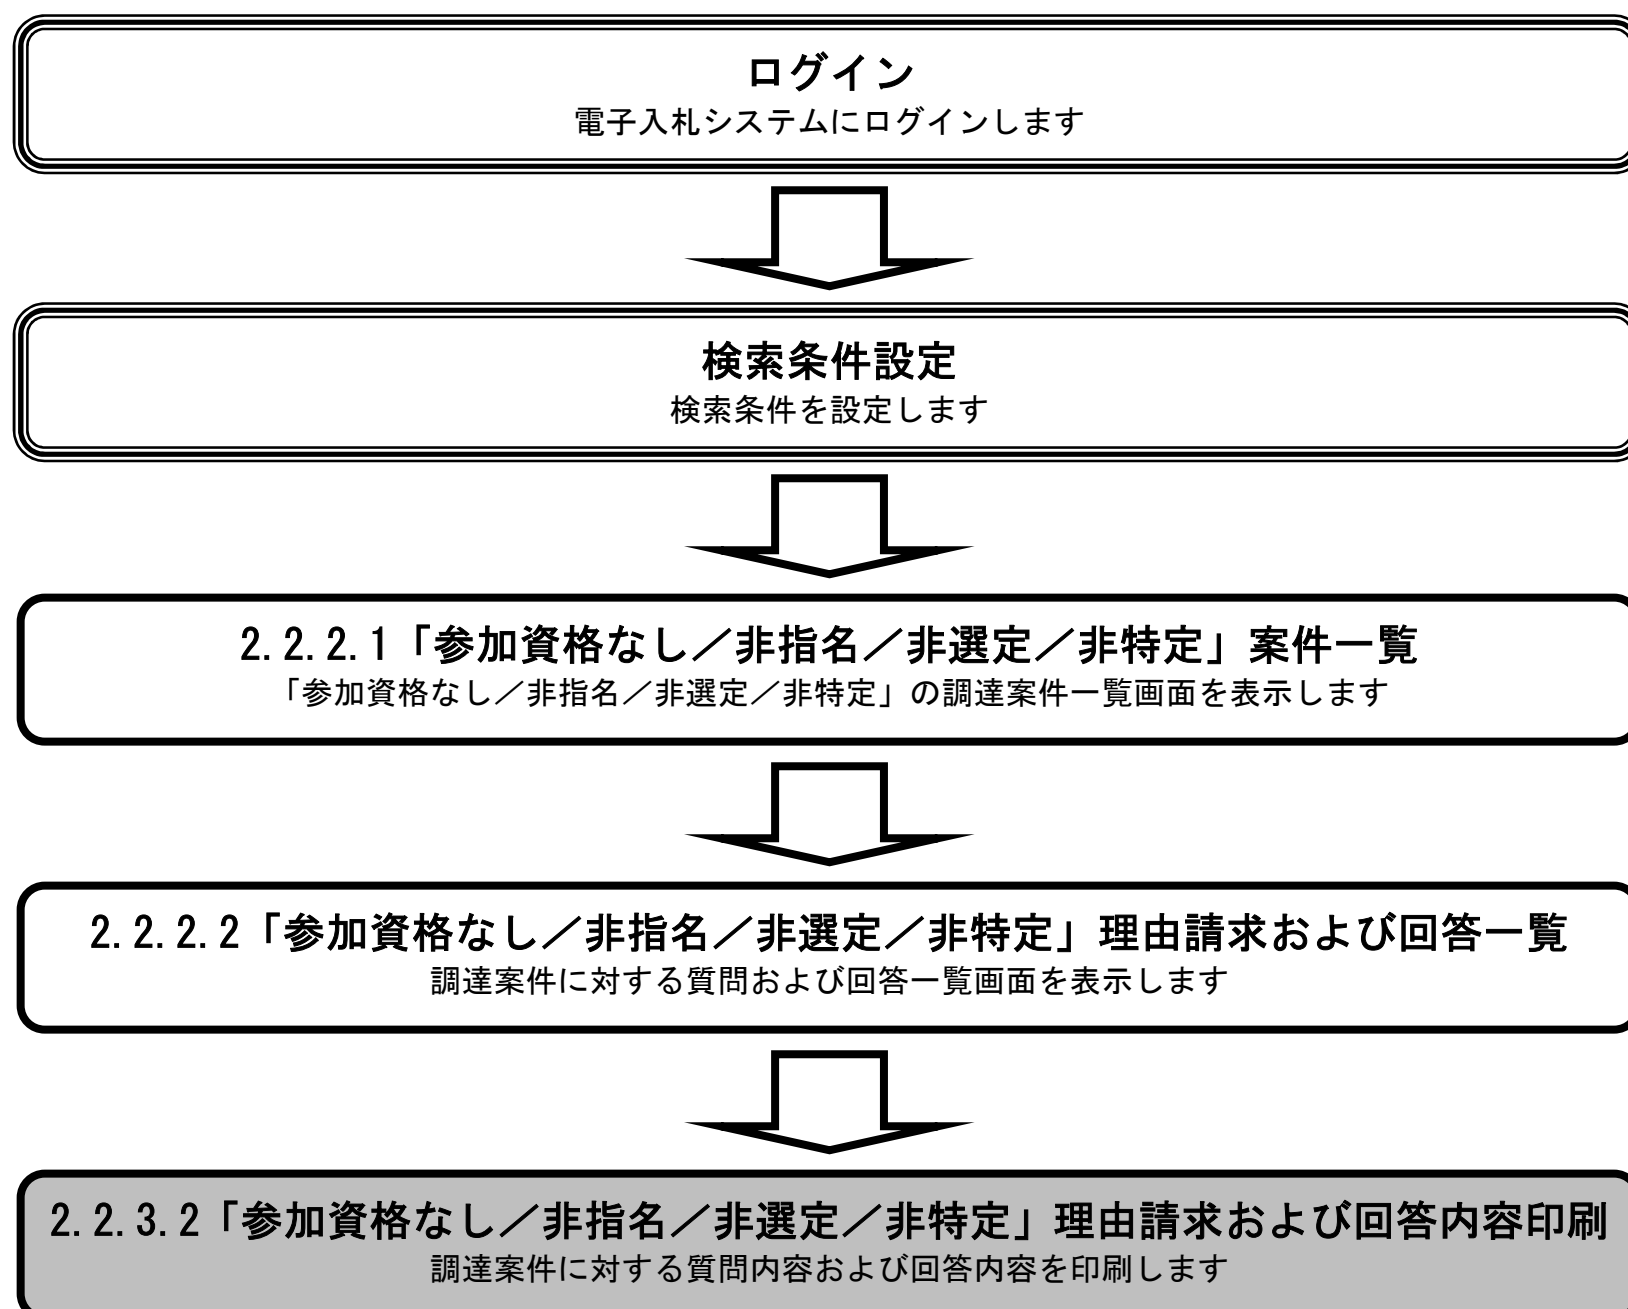 ログイン
電子入札システムにログインします
検索条件設定
検索条件を設定します
2.2.2.1「参加資格なし／非指名／非選定／非特定」案件一覧
「参加資格なし／非指名／非選定／非特定」の調達案件一覧画面を表示します
2.2.2.2「参加資格なし／非指名／非選定／非特定」理由請求および回答一覧
調達案件に対する質問および回答一覧画面を表示します
2.2.3.2「参加資格なし／非指名／非選定／非特定」理由請求および回答内容印刷
調達案件に対する質問内容および回答内容を印刷します